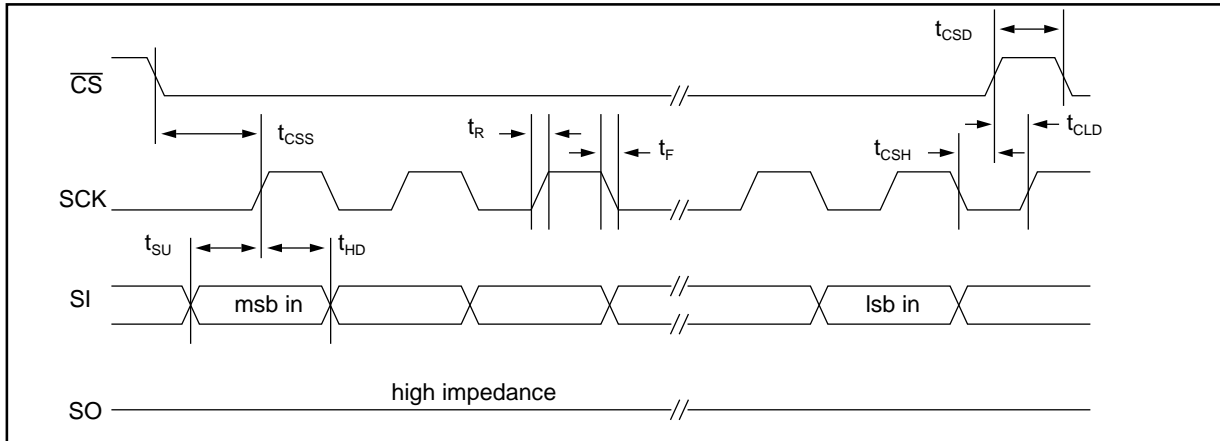 tCSD
CS
tCSS
tR
tF
tCSH
tCLD
SCK
tSU
tHD
SI
msb in
lsb in
SO
high impedance